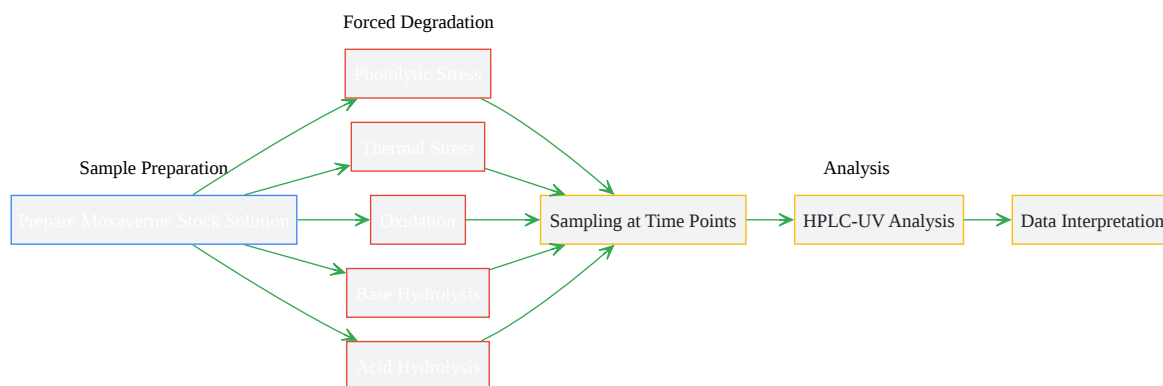 Forced Degradation
Photolytic Stress
Thermal Stress
Sample Preparation
Analysis
Prepare Moxaverine Stock Solution
Oxidation
Sampling at Time Points
HPLC-UV Analysis
Data Interpretation
Base Hydrolysis
Acid Hydrolysis